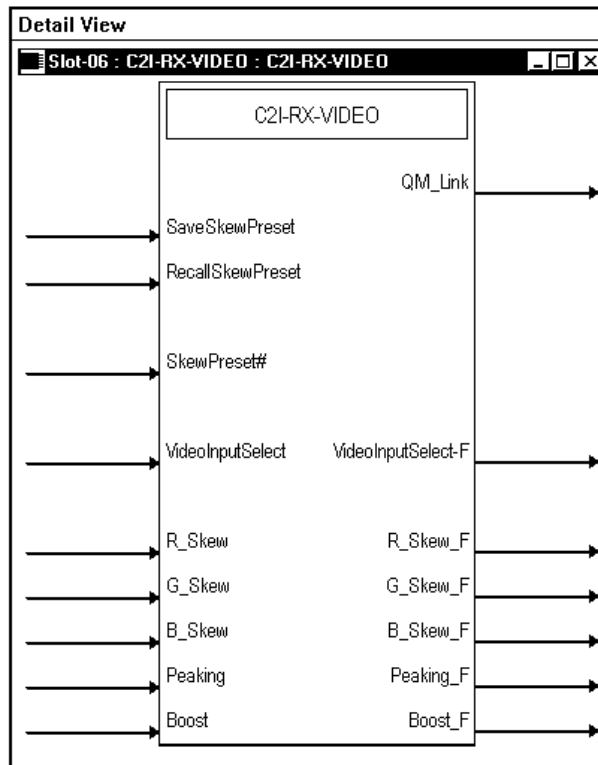 Detail View
Slot-06 : C2I-RX-VIDEO : C2I-RX-VIDEO
C2I-RX-VIDEO
QM_Link
SaveSkewPreset
RecallSkewPreset
SkewPreset#
VideoInputSelect VideoInputSelect-F
R_Skew R_Skew_F
G_Skew G_Skew_F
B_Skew B_Skew_F
Peaking Peaking_F
Boost Boost_F